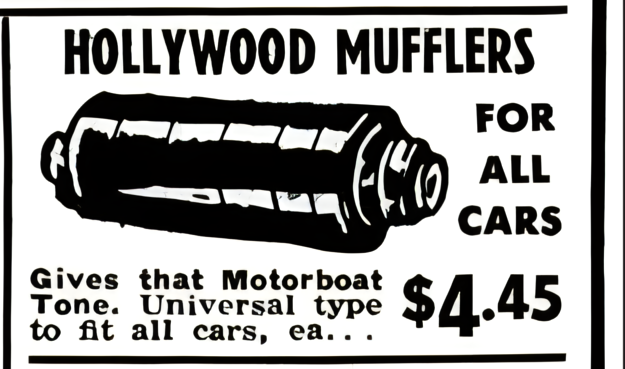 HOLLYWOOD MUFFLERS
FOR
ALL
CARS
Gives that Motorboat
Tone. Universal type
to fit all cars, ea...
$4.45